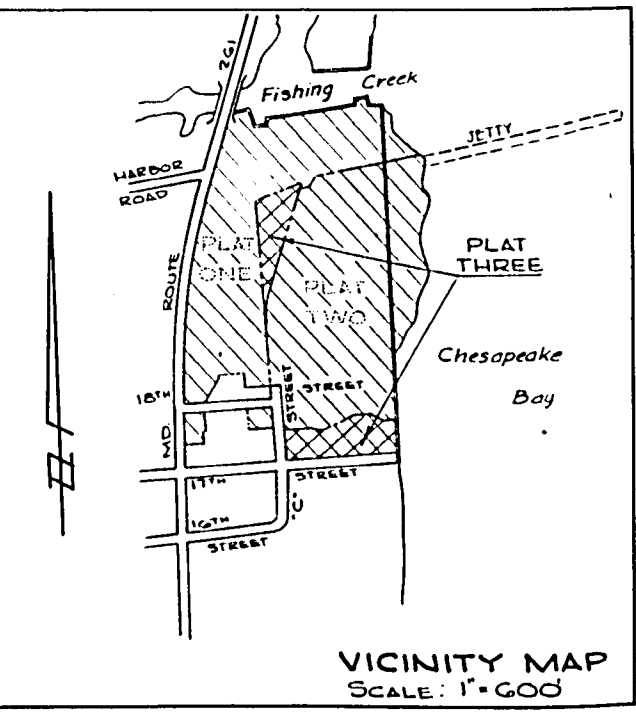 261
Fishing Creek
JETTY
HARBOR
ROAD
PLAT
ONE
PLAT
TWO
PLAT
THREE
ROUTE
MD.
Chesapeake
Bay
18TH
STREET
STREET
17TH
STREET
"C"
16TH
STREET
VICINITY MAP
SCALE: 1"=600'